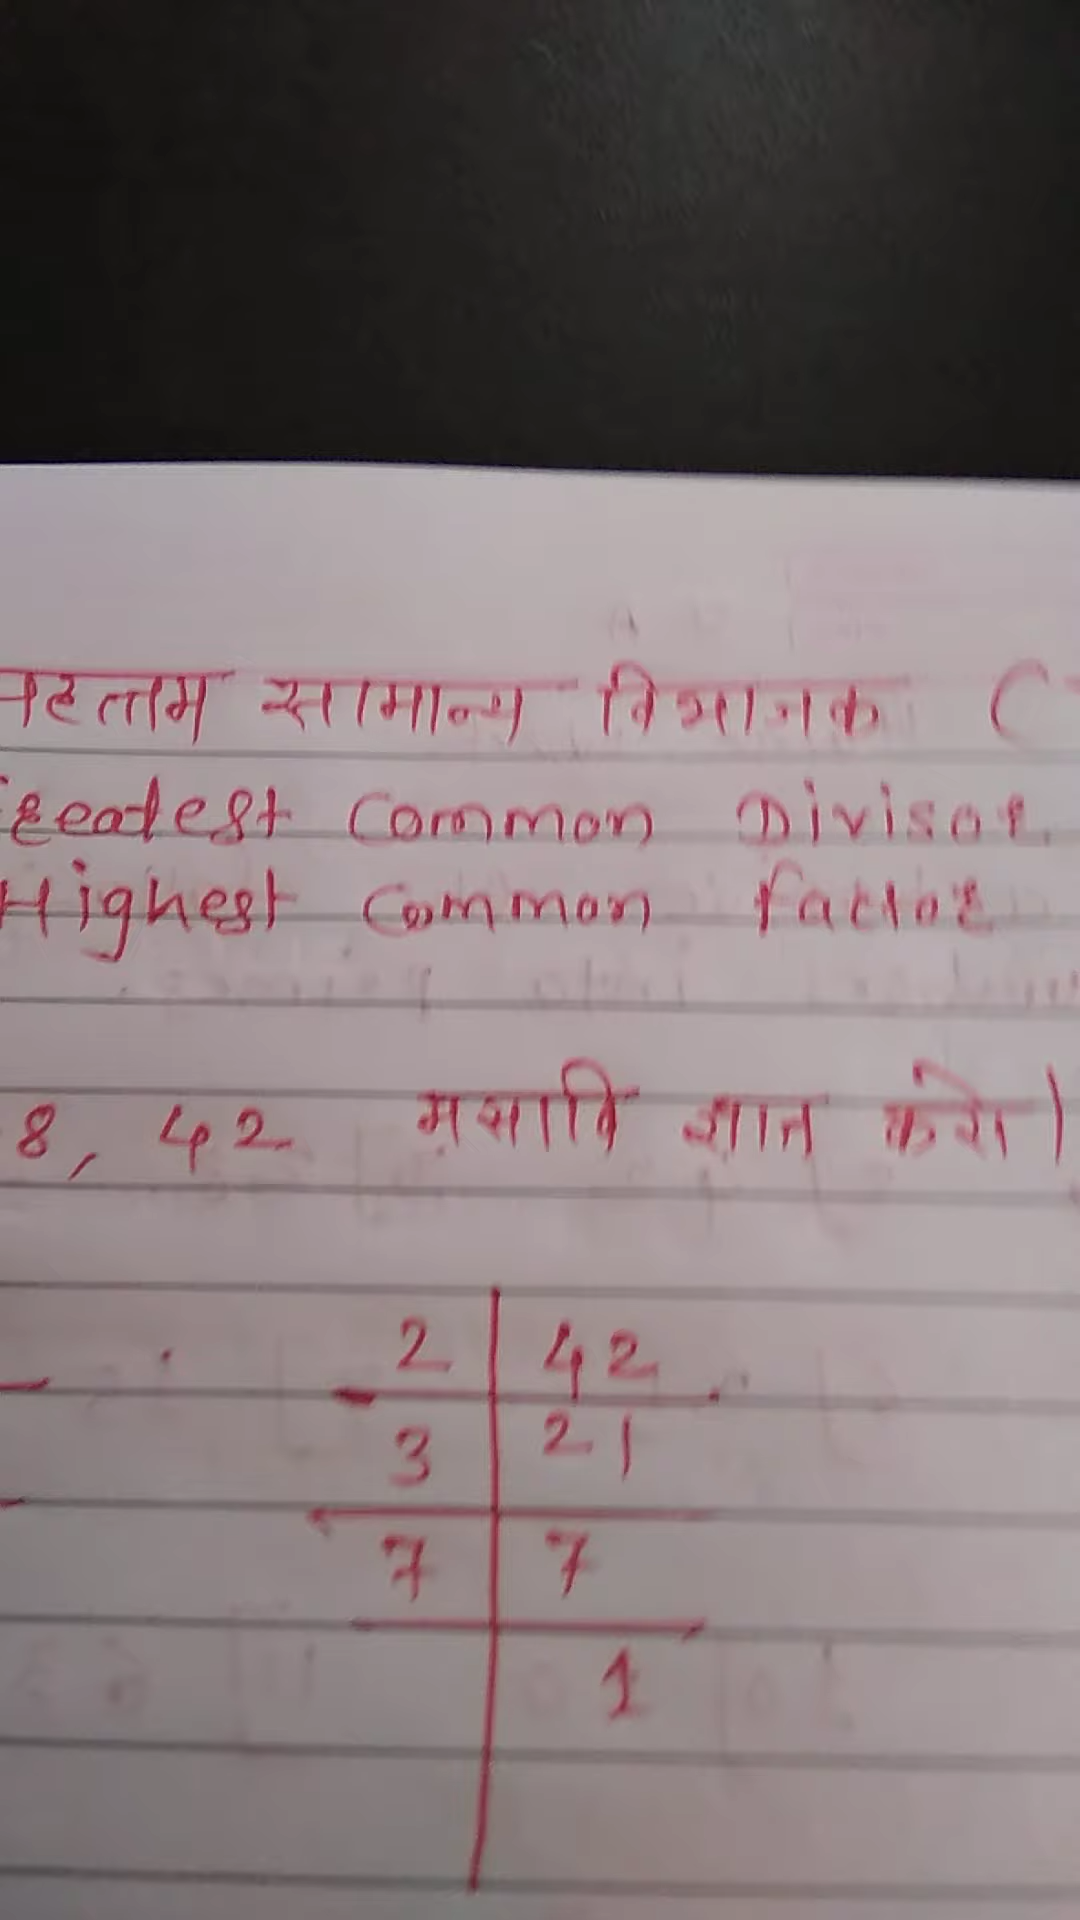 महत्तम सामान्य विभाजक (
Greatest Common Divisor
Highest Common factor
8, 42 मसावि ज्ञात करो।
2 | 42
3 | 21
7 | 7
1